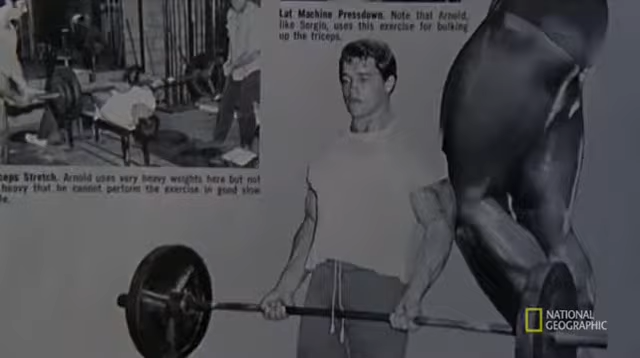 Lat Machine Pressdown. Note that Arnold,
like Sergio, uses this exercise for bulking
up the triceps.
ceps Stretch. Arnold uses very heavy weights here but not
heavy that he cannot perform the exercise in good slow
NATIONAL
GEOGRAPHIC